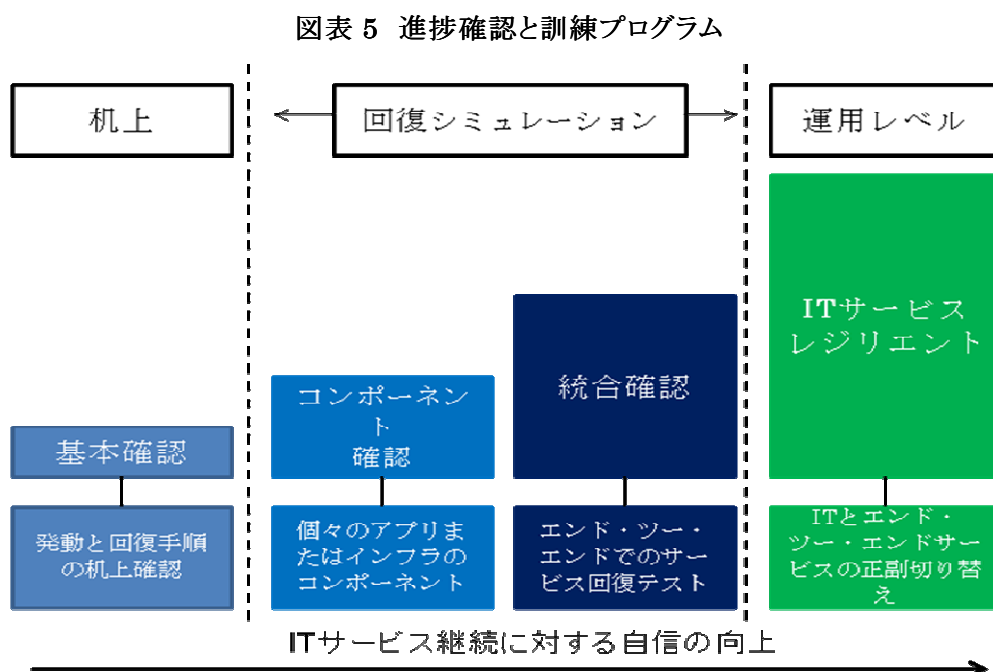 図表 5 進捗確認と訓練プログラム
机上
回復シミュレーション
運用レベル
基本確認
コンポーネン
ト
確認
統合確認
ITサービス
レジリエント
発動と回復手順
の机上確認
個々のアプリま
たはインフラの
コンポーネント
エンド・ツー・
エンドでのサー
ビス回復テスト
ITとエンド・
ツー・エンドサー
ビスの正副切り替
え
ITサービス継続に対する自信の向上